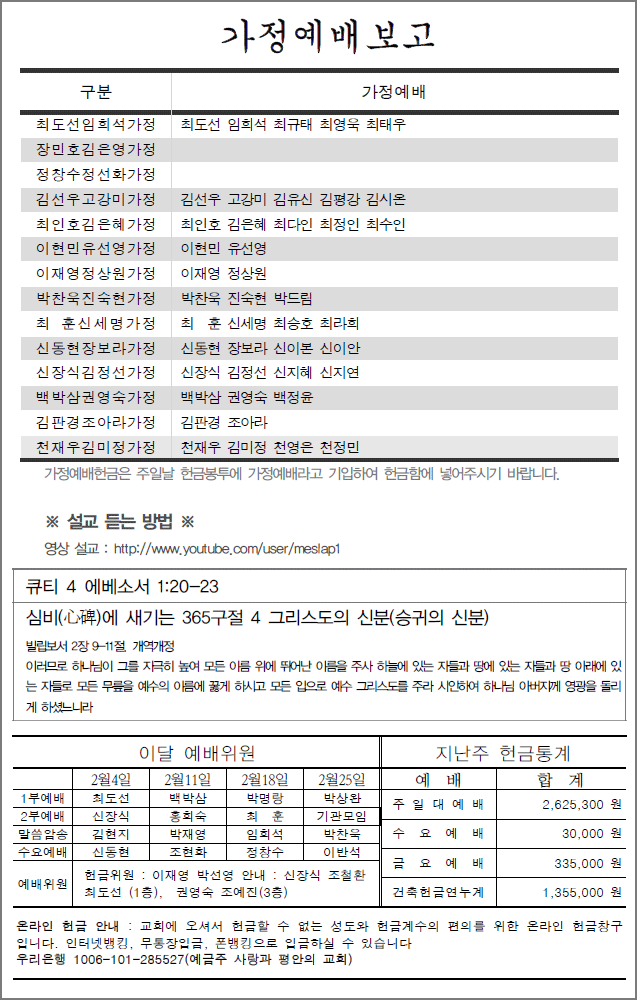 가정예배보고
구분 가정예배
최도선임희석가정 최도선 임희석 최규태 최영욱 최태우
장민호김은영가정
정창수정선화가정
김선우고강미가정 김선우 고강미 김유신 김평강 김시온
최인호김은혜가정 최인호 김은혜 최다인 최정인 최수인
이현민유선영가정 이현민 유선영
이재영정상원가정 이재영 정상원
박찬욱진숙현가정 박찬욱 진숙현 박드림
최 훈신세명가정 최 훈 신세명 최승호 최라희
신동현장보라가정 신동현 장보라 신이본 신이안
신장식김정선가정 신장식 김정선 신지혜 신지연
백박삼권영숙가정 백박삼 권영숙 백정윤
김판경조아라가정 김판경 조아라
천재우김미정가정 천재우 김미정 천영은 천정민
가정예배헌금은 주일날 헌금봉투에 가정예배라고 기입하여 헌금함에 넣어주시기 바랍니다.
※ 설교 듣는 방법 ※
영상 설교 : http://www.youtube.com/user/meslap1
큐티 4 에베소서 1:20-23
심비(心碑)에 새기는 365구절 4 그리스도의 신분(승귀의 신분)
빌립보서 2장 9-11절, 개역개정
이러므로 하나님이 그를 지극히 높여 모든 이름 위에 뛰어난 이름을 주사 하늘에 있는 자들과 땅에 있는 자들과 땅 아래에 있
는 자들로 모든 무릎을 예수의 이름에 꿇게 하시고 모든 입으로 예수 그리스도를 주라 시인하여 하나님 아버지께 영광을 돌리
게 하셨느니라
이달 예배위원
2월4일 2월11일 2월18일 2월25일
1부예배 최도선 백박삼 박명랑 박상완
2부예배 신장식 홍희숙 최 훈 기관모임
말씀암송 김현지 박재영 임희석 박찬욱
수요예배 신동현 조현화 정창수 이반석
예배위원 헌금위원 : 이재영 박선영 안내 : 신장식 조철환
최도선 (1층), 권영숙 조예진(3층)
지난주 헌금통계
예 배 합 계
주 일 대 예 배 2,625,300 원
수 요 예 배 30,000 원
금 요 예 배 335,000 원
건축헌금연누계 1,355,000 원
온라인 헌금 안내 : 교회에 오셔서 헌금할 수 없는 성도와 헌금계수의 편의를 위한 온라인 헌금창구
입니다. 인터넷뱅킹, 무통장입금, 폰뱅킹으로 입금하실 수 있습니다
우리은행 1006-101-285527(예금주 사랑과 평안의 교회)